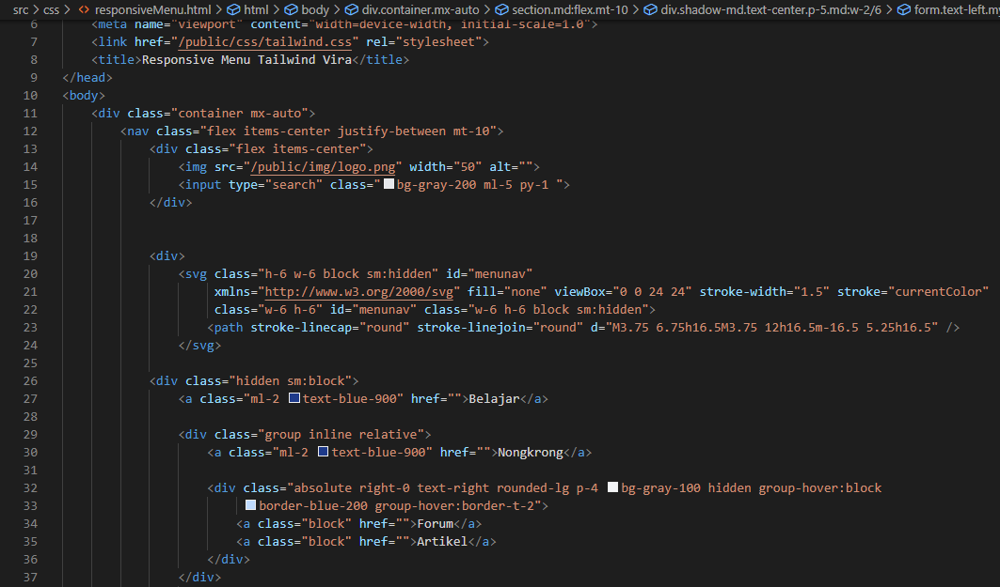 src > css > <> responsiveMenu.html > html > body > div.container.mx-auto > section.md:flex.mt-10 > div.shadow-md.text-center.p-5.md:w-2/6 > form.text-left.my
6 <meta name="viewport" content="width=device-width, initial-scale=1.0">
7 <link href="/public/css/tailwind.css" rel="stylesheet">
8 <title>Responsive Menu Tailwind Vira</title>
9 </head>
10 <body>
11 <div class="container mx-auto">
12 <nav class="flex items-center justify-between mt-10">
13 <div class="flex items-center">
14 <img src="/public/img/logo.png" width="50" alt="">
15 <input type="search" class="bg-gray-200 ml-5 py-1 ">
16 </div>
17
18
19 <div>
20 <svg class="h-6 w-6 block sm:hidden" id="menunav"
21 xmlns="http://www.w3.org/2000/svg" fill="none" viewBox="0 0 24 24" stroke-width="1.5" stroke="currentColor"
22 class="w-6 h-6" id="menunav" class="w-6 h-6 block sm:hidden">
23 <path stroke-linecap="round" stroke-linejoin="round" d="M3.75 6.75h16.5M3.75 12h16.5m-16.5 5.25h16.5" />
24 </svg>
25
26 <div class="hidden sm:block">
27 <a class="ml-2 text-blue-900" href="">Belajar</a>
28
29 <div class="group inline relative">
30 <a class="ml-2 text-blue-900" href="">Nongkrong</a>
31
32 <div class="absolute right-0 text-right rounded-lg p-4 bg-gray-100 hidden group-hover:block
33 border-blue-200 group-hover:border-t-2">
34 <a class="block" href="">Forum</a>
35 <a class="block" href="">Artikel</a>
36 </div>
37 </div>